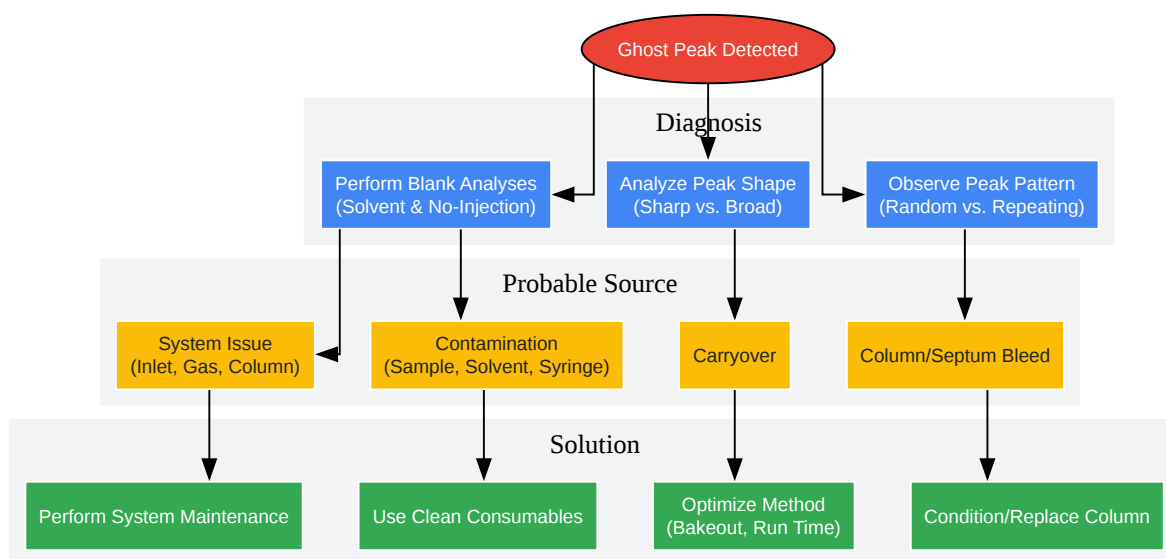 Ghost Peak Detected
Diagnosis
Perform Blank Analyses
(Solvent & No-Injection)
Analyze Peak Shape
(Sharp vs. Broad)
Observe Peak Pattern
(Random vs. Repeating)
Probable Source
System Issue
(Inlet, Gas, Column)
Contamination
(Sample, Solvent, Syringe)
Carryover
Column/Septum Bleed
Solution
Perform System Maintenance
Use Clean Consumables
Optimize Method
(Bakeout, Run Time)
Condition/Replace Column